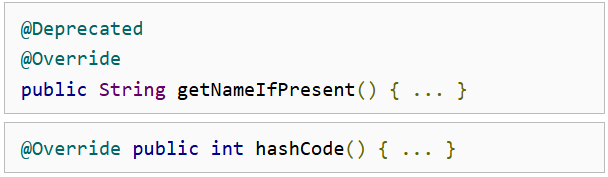 @Deprecated
@Override
public String getNameIfPresent() { ... }
@Override public int hashCode() { ... }